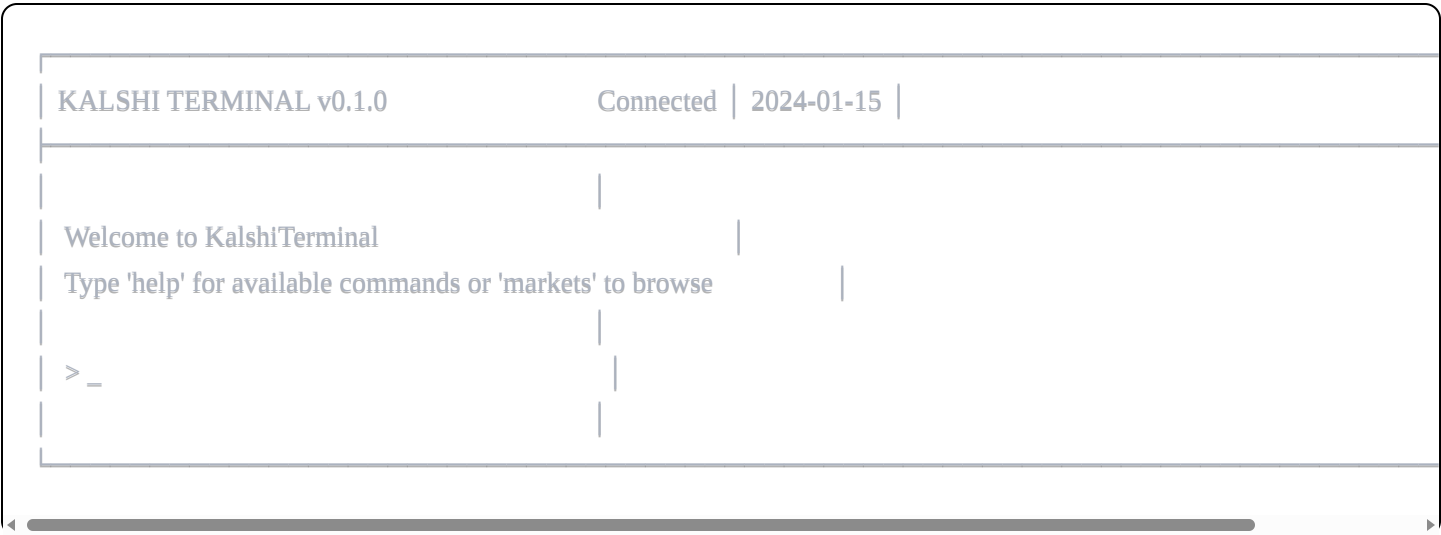 KALSHI TERMINAL v0.1.0 Connected │ 2024-01-15 │
Welcome to KalshiTerminal
Type 'help' for available commands or 'markets' to browse
> _